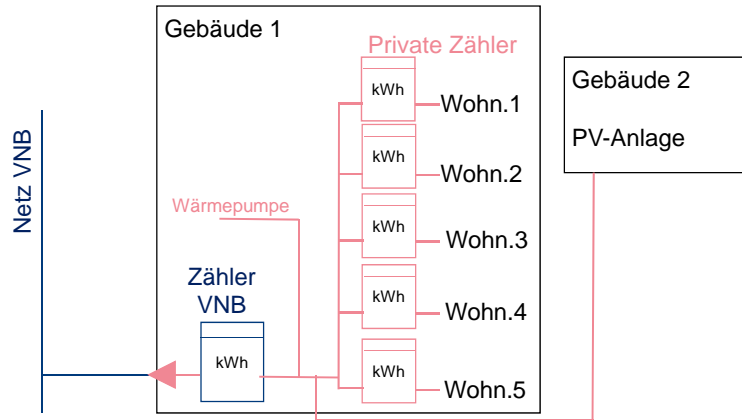 Gebäude 1
Private Zähler
kWh
Wohn.1
Gebäude 2
PV-Anlage
kWh
Wohn.2
Netz VNB
Wärmepumpe
kWh
Wohn.3
Zähler
VNB
kWh
kWh
Wohn.4
kWh
Wohn.5